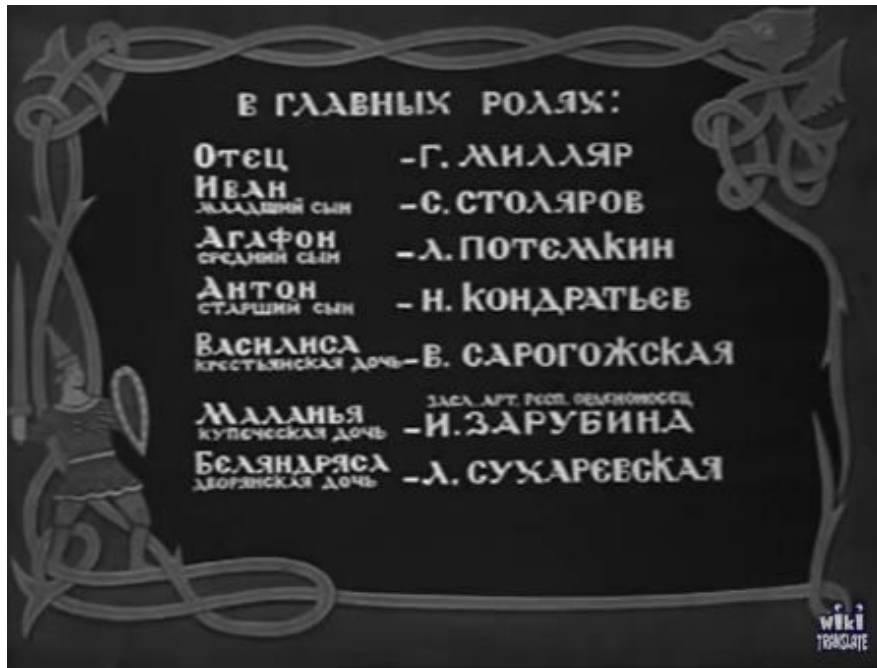 В ГЛАВНЫХ РОЛЯХ:
Отец – Г. МИЛЛЯР
Иван – С. СТОЛЯРОВ
младший сын
Агафон – Л. ПОТЕМКИН
средний сын
Антон – Н. КОНДРАТЬЕВ
старший сын
Василиса – В. САРОГОЖСКАЯ
крестьянская дочь
ЗАСЛ. АРТ. РЕСП. ОРДЕНОНОСЕЦ
Маланья – И. ЗАРУБИНА
купеческая дочь
Беляндряса – Л. СУХАРЕВСКАЯ
дворянская дочь
wiki
TRANSLATE